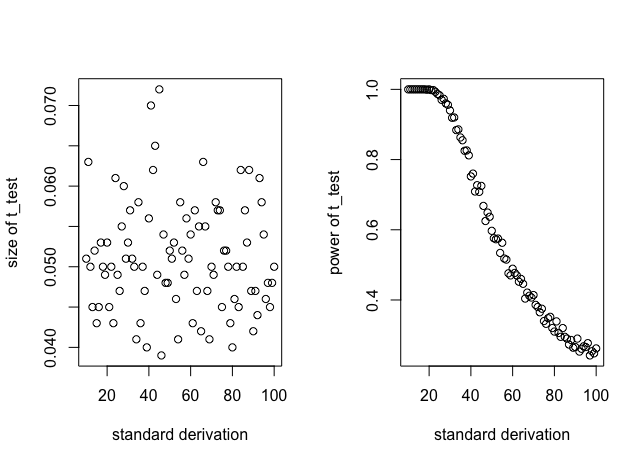 size of t_test
0.040 0.050 0.060 0.070
20 40 60 80 100
standard derivation
power of t_test
0.4 0.6 0.8 1.0
20 40 60 80 100
standard derivation